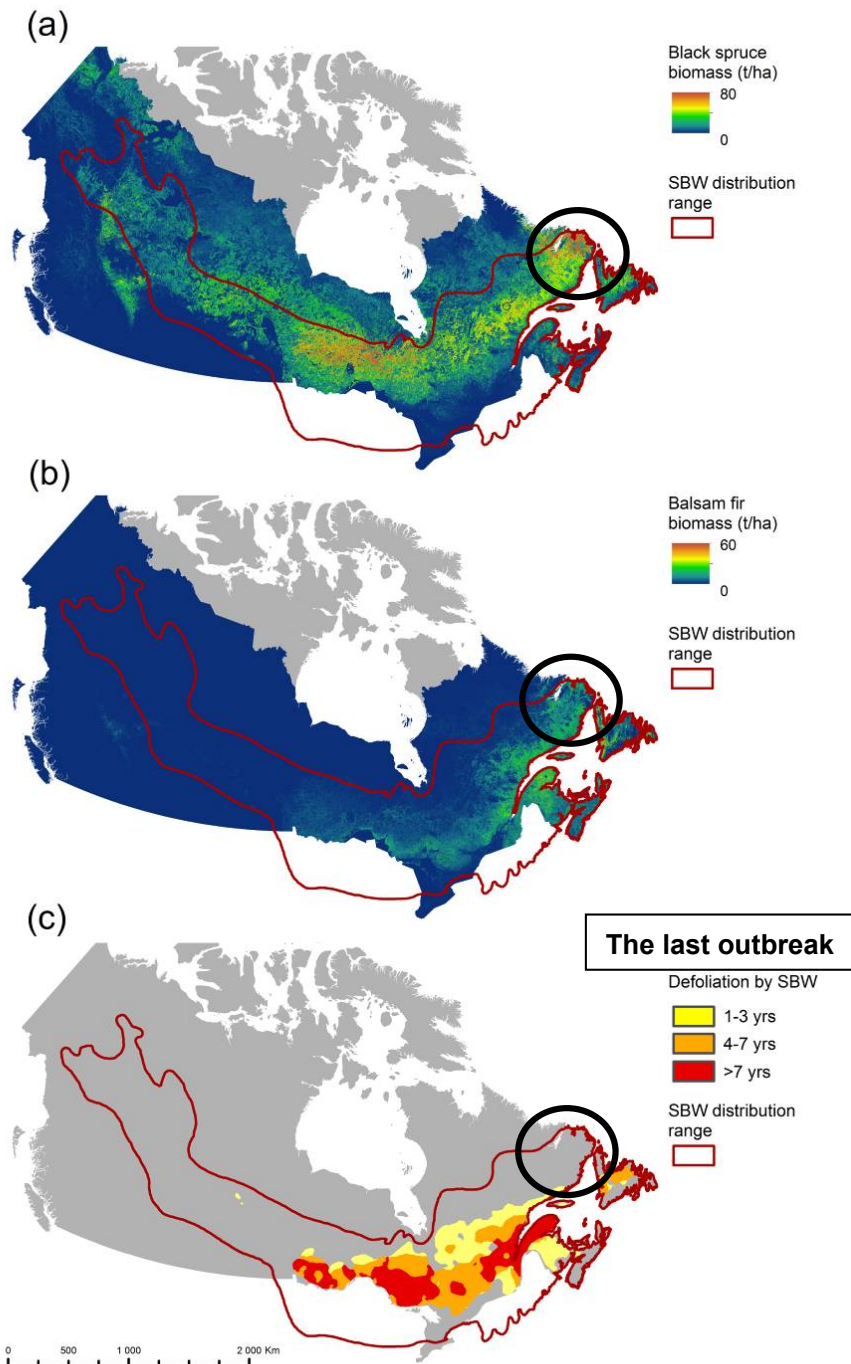 (a)
Black spruce
biomass (t/ha)
80
0
SBW distribution
range
(b)
Balsam fir
biomass (t/ha)
60
0
SBW distribution
range
(c)
The last outbreak
Defoliation by SBW
1-3 yrs
4-7 yrs
>7 yrs
SBW distribution
range
0 500 1 000 2 000 Km